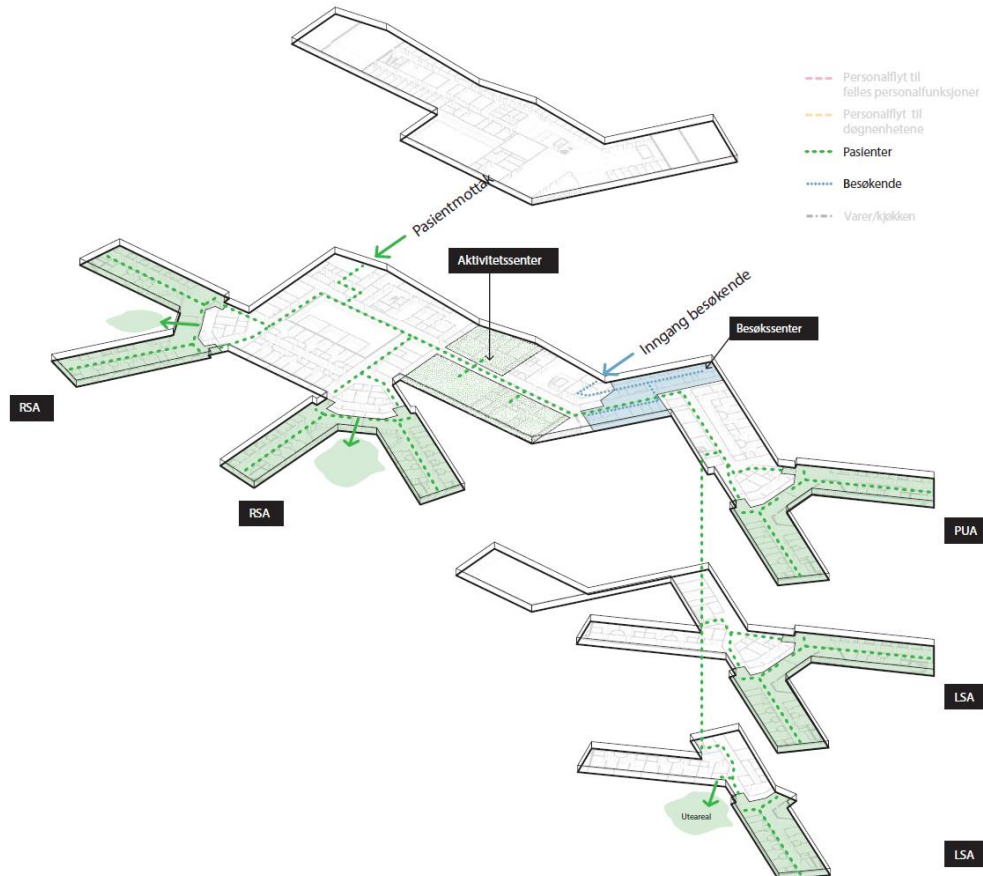 Personalflyt til
felles personalfunksjoner
Personalflyt til
døgnenhetene
Pasienter
Besøkende
Varer/kjøkken
Pasientmottak
Aktivitetssenter
Inngang besøkende
Besøkssenter
RSA
RSA
PUA
LSA
Uteareal
LSA